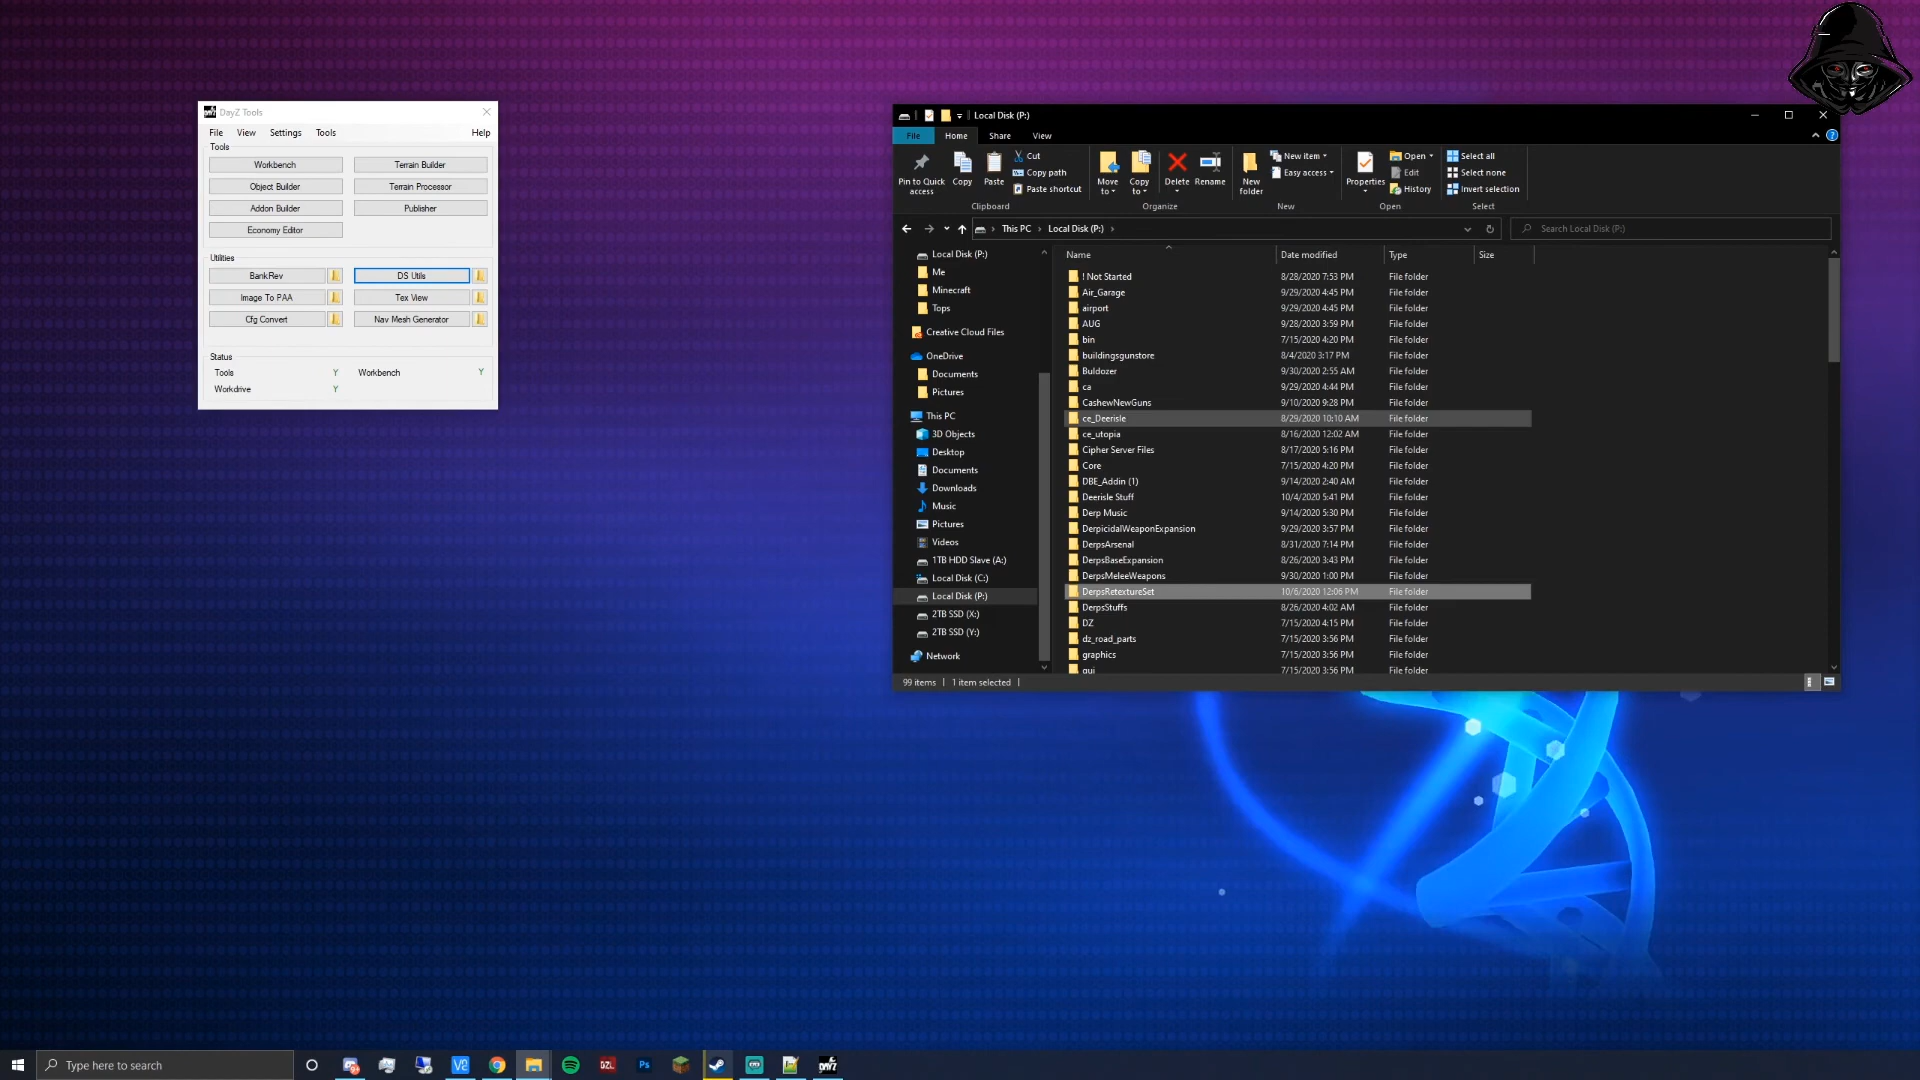 DayZ Tools
File View Settings Tools Help
Tools
Workbench Terrain Builder
Object Builder Terrain Processor
Addon Builder Publisher
Economy Editor
Utilities
BankRev DS Utils
Image To PAA Tex View
Cfg Convert Nav Mesh Generator
Status
Tools Y Workbench Y
Workdrive Y
Local Disk (P:)
File Home Share View
Pin to Quick access
Copy
Paste
Cut
Copy path
Paste shortcut
Clipboard
Move to
Copy to
Delete
Rename
Organize
New folder
New item
Easy access
New
Properties
Open
Edit
History
Open
Select all
Select none
Invert selection
Select
This PC Local Disk (P:)
Search Local Disk (P:)
Local Disk (P:)
Me
Minecraft
Tops
Creative Cloud Files
OneDrive
Documents
Pictures
This PC
3D Objects
Desktop
Documents
Downloads
Music
Pictures
Videos
1TB HDD Slave (A:)
Local Disk (C:)
Local Disk (P:)
2TB SSD (X:)
2TB SSD (Y:)
Network
Name Date modified Type Size
! Not Started 8/28/2020 7:53 PM File folder
Air_Garage 9/29/2020 4:45 PM File folder
airport 9/29/2020 4:45 PM File folder
AUG 9/28/2020 3:59 PM File folder
bin 7/15/2020 4:20 PM File folder
buildingsgunstore 8/4/2020 3:17 PM File folder
Buldozer 9/30/2020 2:55 AM File folder
ca 9/29/2020 4:44 PM File folder
CashewNewGuns 9/10/2020 9:28 PM File folder
ce_Deerisle 8/29/2020 10:10 AM File folder
ce_utopia 8/16/2020 12:02 AM File folder
Cipher Server Files 8/17/2020 5:16 PM File folder
Core 7/15/2020 4:20 PM File folder
DBE_Addin (1) 9/14/2020 2:40 AM File folder
Deerisle Stuff 10/4/2020 5:41 PM File folder
Derp Music 9/14/2020 5:30 PM File folder
DerpicidalWeaponExpansion 9/29/2020 3:57 PM File folder
DerpsArsenal 8/31/2020 7:14 PM File folder
DerpsBaseExpansion 8/26/2020 3:43 PM File folder
DerpsMeleeWeapons 9/30/2020 1:00 PM File folder
DerpsRetextureSet 10/6/2020 12:06 PM File folder
DerpsStuffs 8/26/2020 4:02 AM File folder
DZ 7/15/2020 4:15 PM File folder
dz_road_parts 7/15/2020 3:56 PM File folder
graphics 7/15/2020 3:56 PM File folder
gui 7/15/2020 3:56 PM File folder
99 items 1 item selected
Type here to search
V2
DZL
Ps
DAYZ